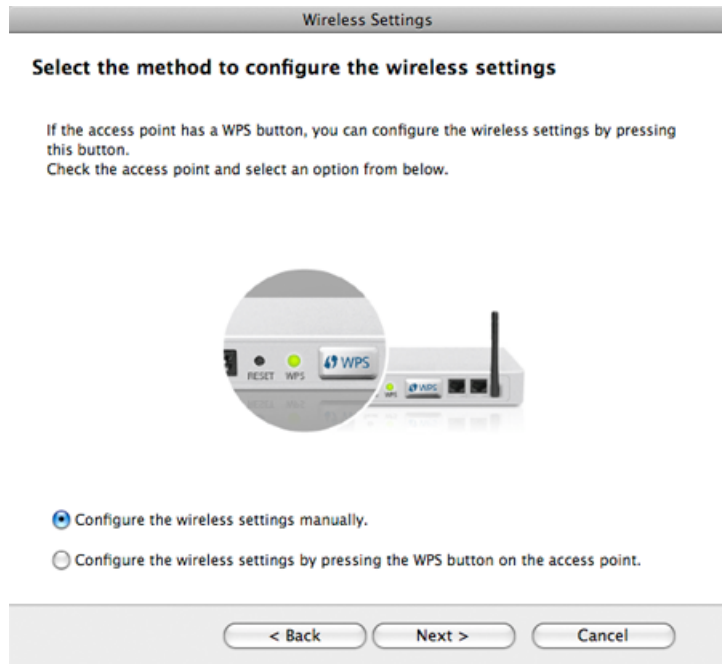 Wireless Settings
Select the method to configure the wireless settings
If the access point has a WPS button, you can configure the wireless settings by pressing
this button.
Check the access point and select an option from below.
RESET WPS WPS
WPS WPS
Configure the wireless settings manually.
Configure the wireless settings by pressing the WPS button on the access point.
< Back Next > Cancel